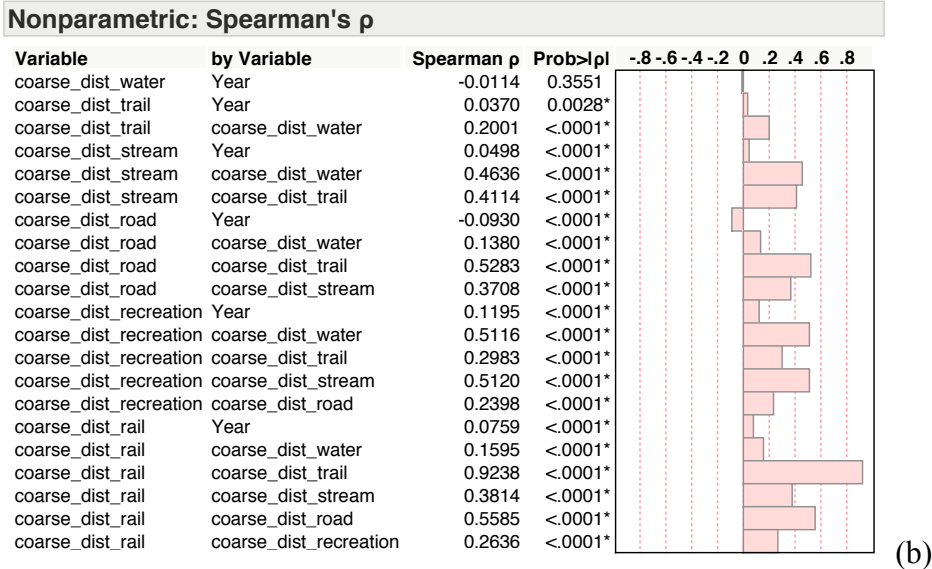 Nonparametric: Spearman's ρ
Variable by Variable Spearman ρ Prob>|ρ| -.8 -.6 -.4 -.2 0 .2 .4 .6 .8
coarse_dist_water Year -0.0114 0.3551
coarse_dist_trail Year 0.0370 0.0028*
coarse_dist_trail coarse_dist_water 0.2001 <.0001*
coarse_dist_stream Year 0.0498 <.0001*
coarse_dist_stream coarse_dist_water 0.4636 <.0001*
coarse_dist_stream coarse_dist_trail 0.4114 <.0001*
coarse_dist_road Year -0.0930 <.0001*
coarse_dist_road coarse_dist_water 0.1380 <.0001*
coarse_dist_road coarse_dist_trail 0.5283 <.0001*
coarse_dist_road coarse_dist_stream 0.3708 <.0001*
coarse_dist_recreation Year 0.1195 <.0001*
coarse_dist_recreation coarse_dist_water 0.5116 <.0001*
coarse_dist_recreation coarse_dist_trail 0.2983 <.0001*
coarse_dist_recreation coarse_dist_stream 0.5120 <.0001*
coarse_dist_recreation coarse_dist_road 0.2398 <.0001*
coarse_dist_rail Year 0.0759 <.0001*
coarse_dist_rail coarse_dist_water 0.1595 <.0001*
coarse_dist_rail coarse_dist_trail 0.9238 <.0001*
coarse_dist_rail coarse_dist_stream 0.3814 <.0001*
coarse_dist_rail coarse_dist_road 0.5585 <.0001*
coarse_dist_rail coarse_dist_recreation 0.2636 <.0001*
(b)